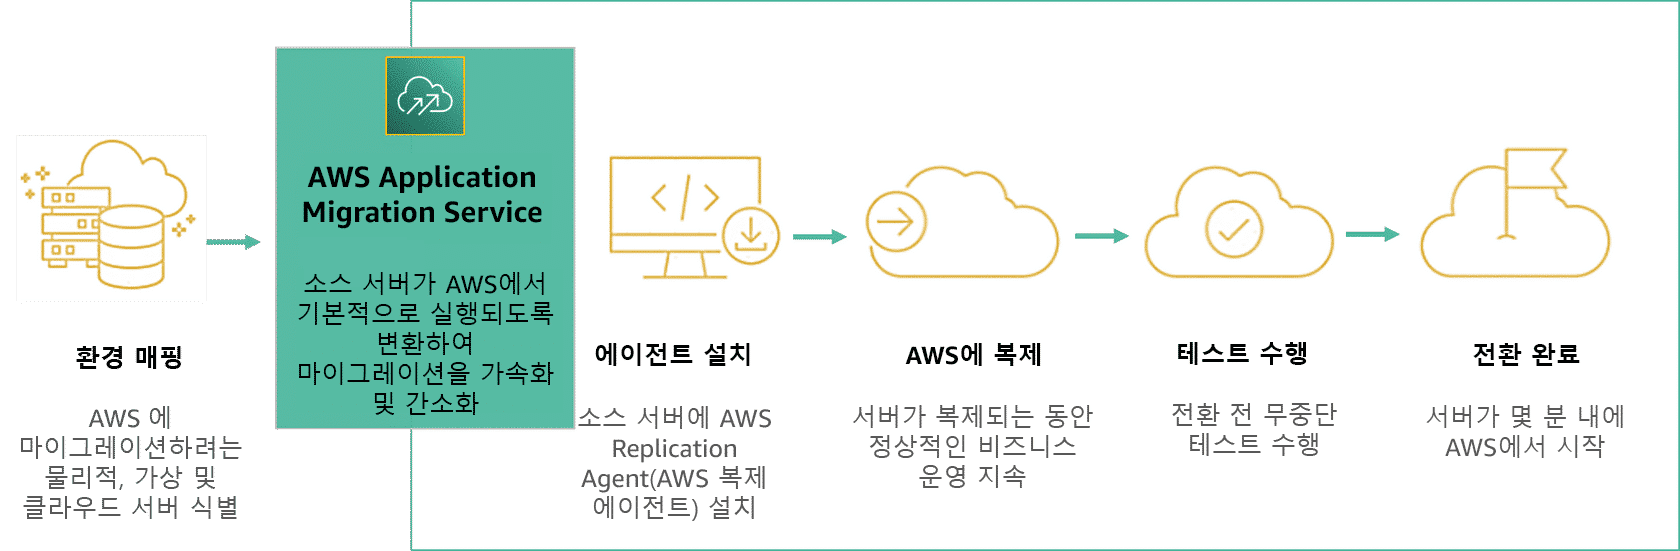 환경 매핑
AWS 에
마이그레이션하려는
물리적, 가상 및
클라우드 서버 식별
AWS Application
Migration Service
소스 서버가 AWS에서
기본적으로 실행되도록
변환하여
마이그레이션을 가속화
및 간소화
에이전트 설치
소스 서버에 AWS
Replication
Agent(AWS 복제
에이전트) 설치
AWS에 복제
서버가 복제되는 동안
정상적인 비즈니스
운영 지속
테스트 수행
전환 전 무중단
테스트 수행
전환 완료
서버가 몇 분 내에
AWS에서 시작